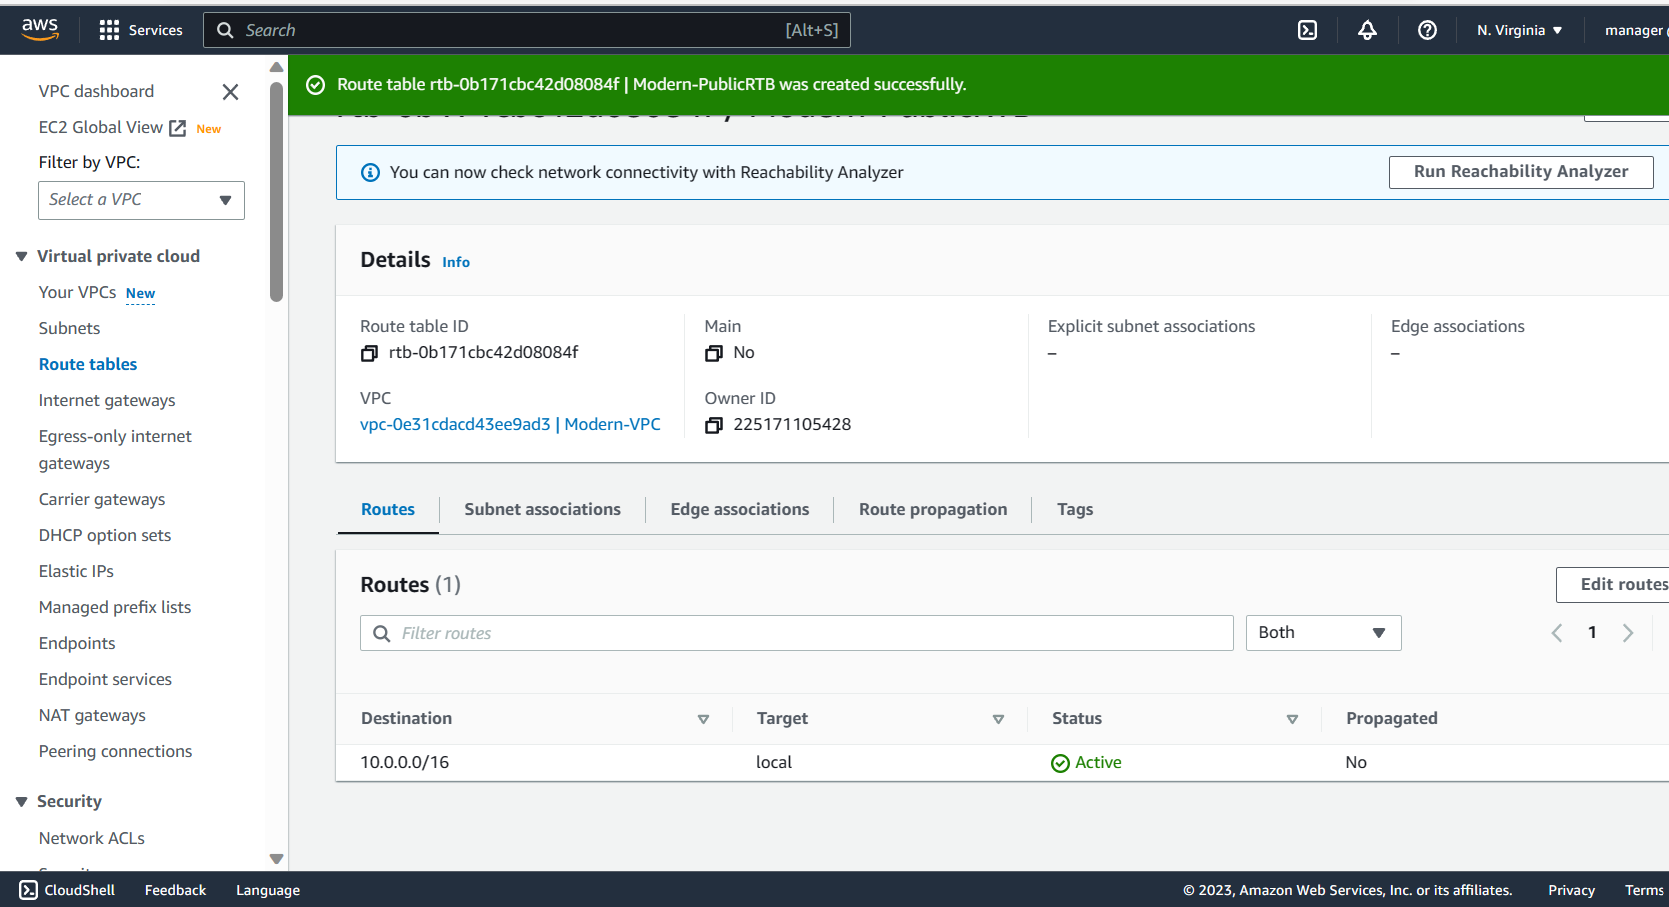 aws
Services
Search
[Alt+S]
N. Virginia
manager
VPC dashboard
EC2 Global View New
Filter by VPC:
Select a VPC
Virtual private cloud
Your VPCs New
Subnets
Route tables
Internet gateways
Egress-only internet
gateways
Carrier gateways
DHCP option sets
Elastic IPs
Managed prefix lists
Endpoints
Endpoint services
NAT gateways
Peering connections
Security
Network ACLs
Route table rtb-0b171cbc42d08084f | Modern-PublicRTB was created successfully.
You can now check network connectivity with Reachability Analyzer
Run Reachability Analyzer
Details Info
Route table ID
rtb-0b171cbc42d08084f
Main
No
Explicit subnet associations
–
Edge associations
–
VPC
vpc-0e31cdacd43ee9ad3 | Modern-VPC
Owner ID
225171105428
Routes
Subnet associations
Edge associations
Route propagation
Tags
Routes (1)
Edit routes
Filter routes
Both
1
Destination
Target
Status
Propagated
10.0.0.0/16
local
Active
No
CloudShell
Feedback
Language
© 2023, Amazon Web Services, Inc. or its affiliates.
Privacy
Terms